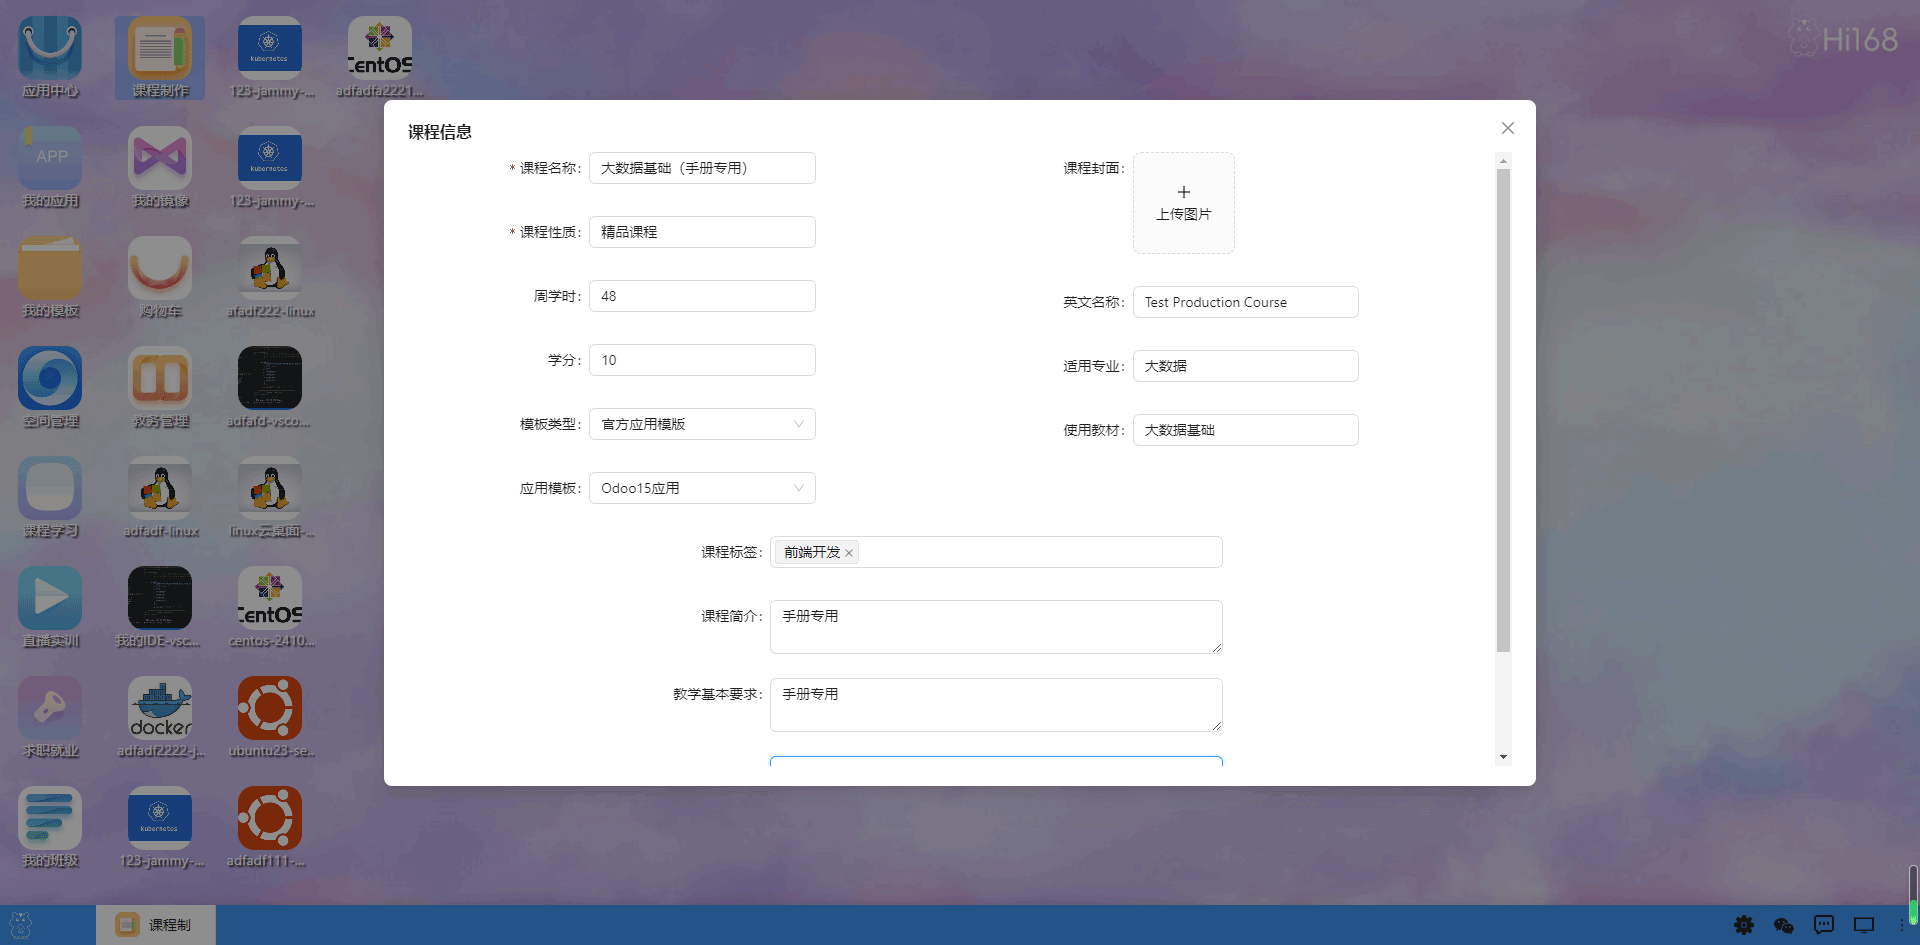 Hi168
应用中心
课程制作
123-jammy-...
adfadfa2221...
APP
我的应用
我的镜像
123-jammy-...
我的模板
购物车
afadf222-linux
空间管理
教务管理
adfafd-vsco...
课程学习
adfadf-linux
linux云桌面-...
直播实训
我的IDE-vsc...
centos-2410...
求职就业
adfadf2222-j...
ubuntu23-se...
我的班级
123-jammy-...
adfadf111-...
kubernetes
kubernetes
kubernetes
CentOS
CentOS
docker
课程信息
* 课程名称: 大数据基础（手册专用）
* 课程性质: 精品课程
周学时: 48
学分: 10
模板类型: 官方应用模版
应用模板: Odoo15应用
课程封面:
上传图片
英文名称: Test Production Course
适用专业: 大数据
使用教材: 大数据基础
课程标签: 前端开发
课程简介: 手册专用
教学基本要求: 手册专用
课程制